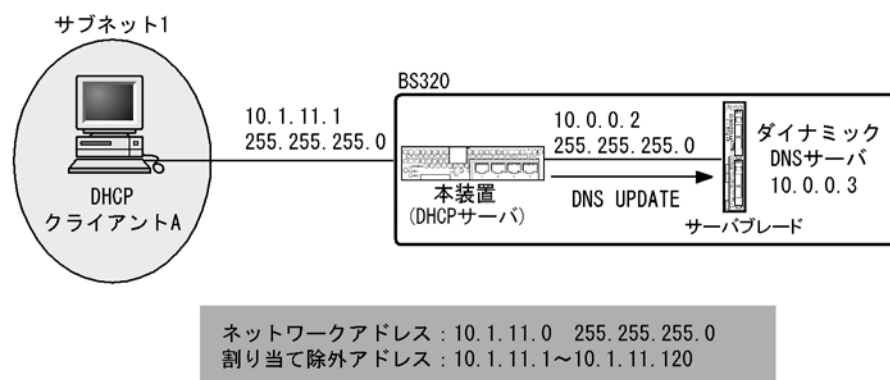 サブネット1
BS320
10.1.11.1
255.255.255.0
10.0.0.2
255.255.255.0
ダイナミック
DNSサーバ
10.0.0.3
DHCP
クライアントA
本装置
(DHCPサーバ)
DNS UPDATE
サーバブレード
ネットワークアドレス：10.1.11.0 255.255.255.0
割り当て除外アドレス：10.1.11.1～10.1.11.120